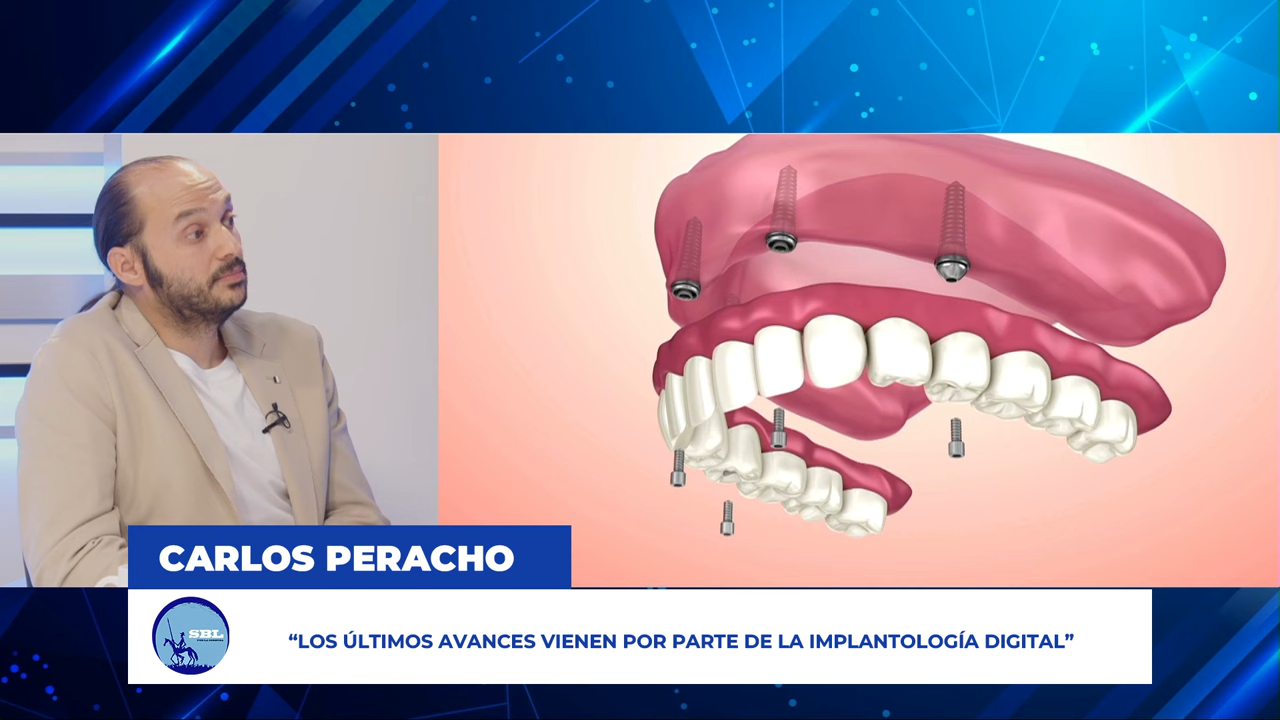 CARLOS PERACHO
SBL
“LOS ÚLTIMOS AVANCES VIENEN POR PARTE DE LA IMPLANTOLOGÍA DIGITAL”